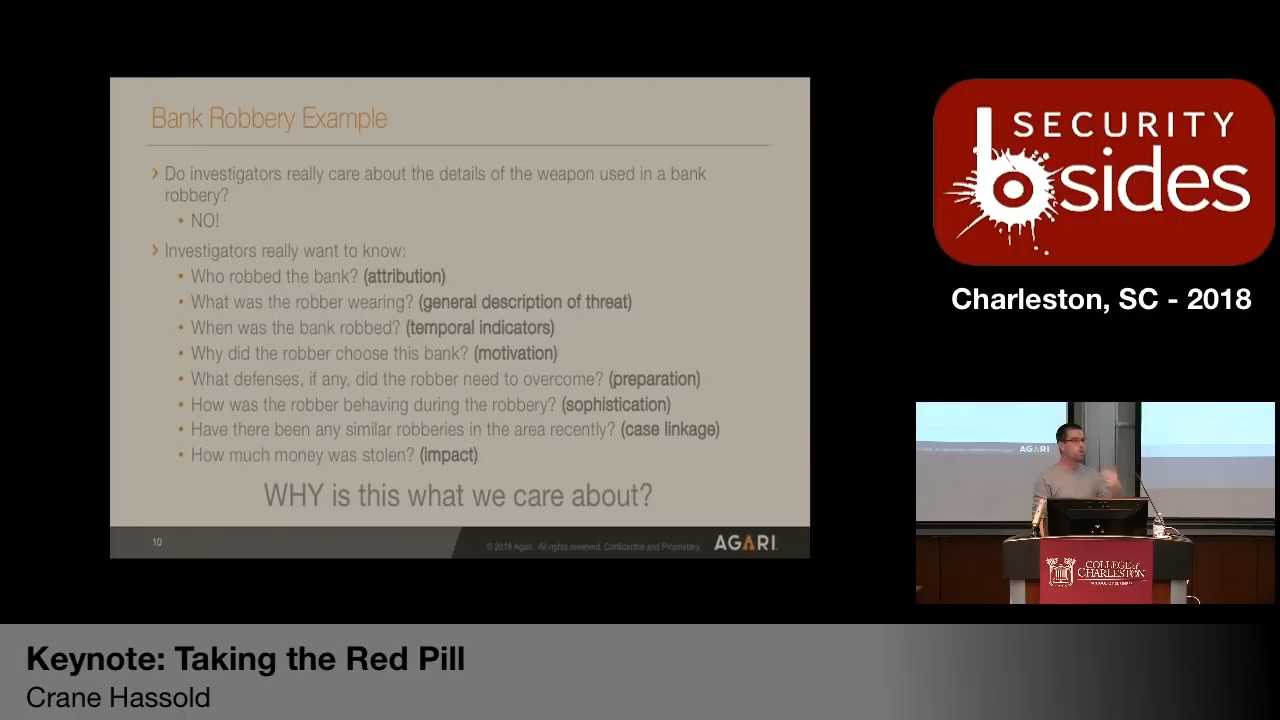 Bank Robbery Example
› Do investigators really care about the details of the weapon used in a bank
robbery?
• NO!
› Investigators really want to know:
• Who robbed the bank? (attribution)
• What was the robber wearing? (general description of threat)
• When was the bank robbed? (temporal indicators)
• Why did the robber choose this bank? (motivation)
• What defenses, if any, did the robber need to overcome? (preparation)
• How was the robber behaving during the robbery? (sophistication)
• Have there been any similar robberies in the area recently? (case linkage)
• How much money was stolen? (impact)
WHY is this what we care about?
10
© 2018 Agari. All rights reserved. Confidential and Proprietary.
AGARI
SECURITY
bsides
Charleston, SC - 2018
AGARI
COLLEGE of
CHARLESTON
Keynote: Taking the Red Pill
Crane Hassold